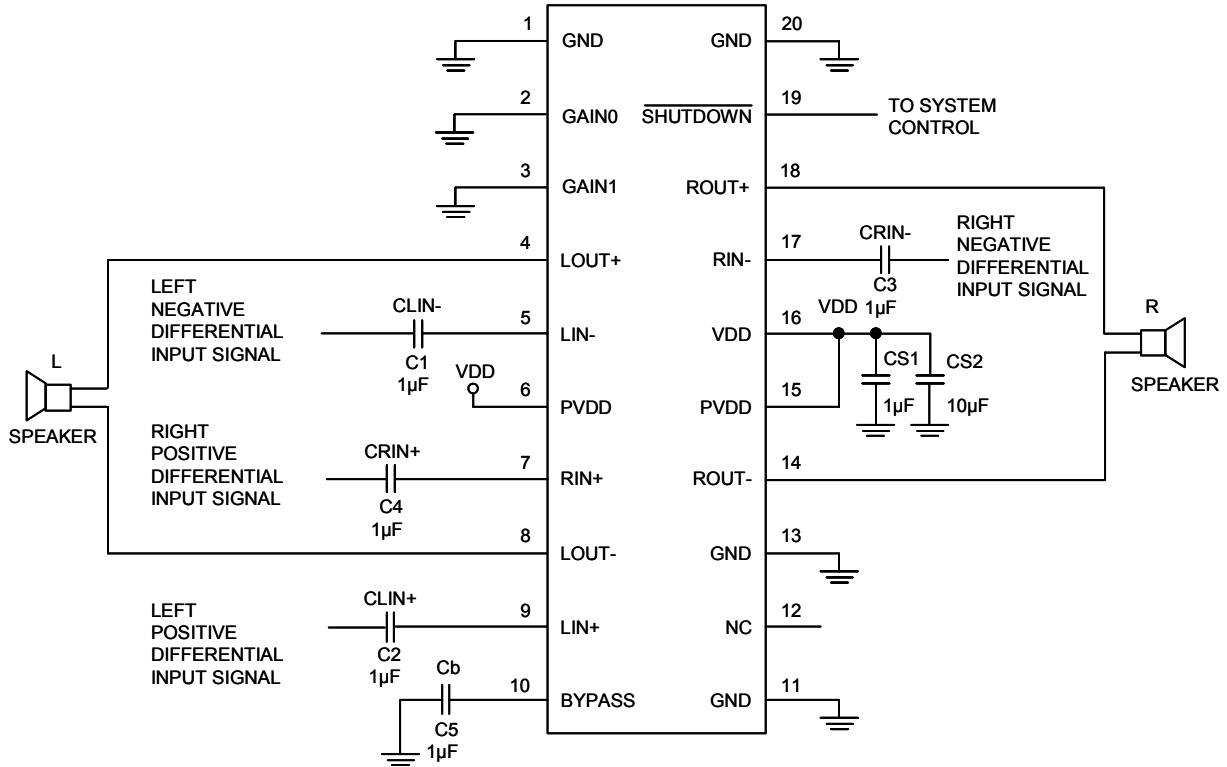 1
GND
GND
20
2
GAIN0
SHUTDOWN
19
TO SYSTEM
CONTROL
3
GAIN1
ROUT+
18
4
LOUT+
RIN-
17
CRIN-
C3
1µF
RIGHT
NEGATIVE
DIFFERENTIAL
INPUT SIGNAL
LEFT
NEGATIVE
DIFFERENTIAL
INPUT SIGNAL
CLIN-
C1
1µF
5
LIN-
VDD
16
VDD
CS1
1µF
CS2
10µF
R
SPEAKER
L
SPEAKER
VDD
6
PVDD
PVDD
15
RIGHT
POSITIVE
DIFFERENTIAL
INPUT SIGNAL
CRIN+
C4
1µF
7
RIN+
ROUT-
14
8
LOUT-
GND
13
LEFT
POSITIVE
DIFFERENTIAL
INPUT SIGNAL
CLIN+
C2
1µF
9
LIN+
NC
12
Cb
C5
1µF
10
BYPASS
GND
11